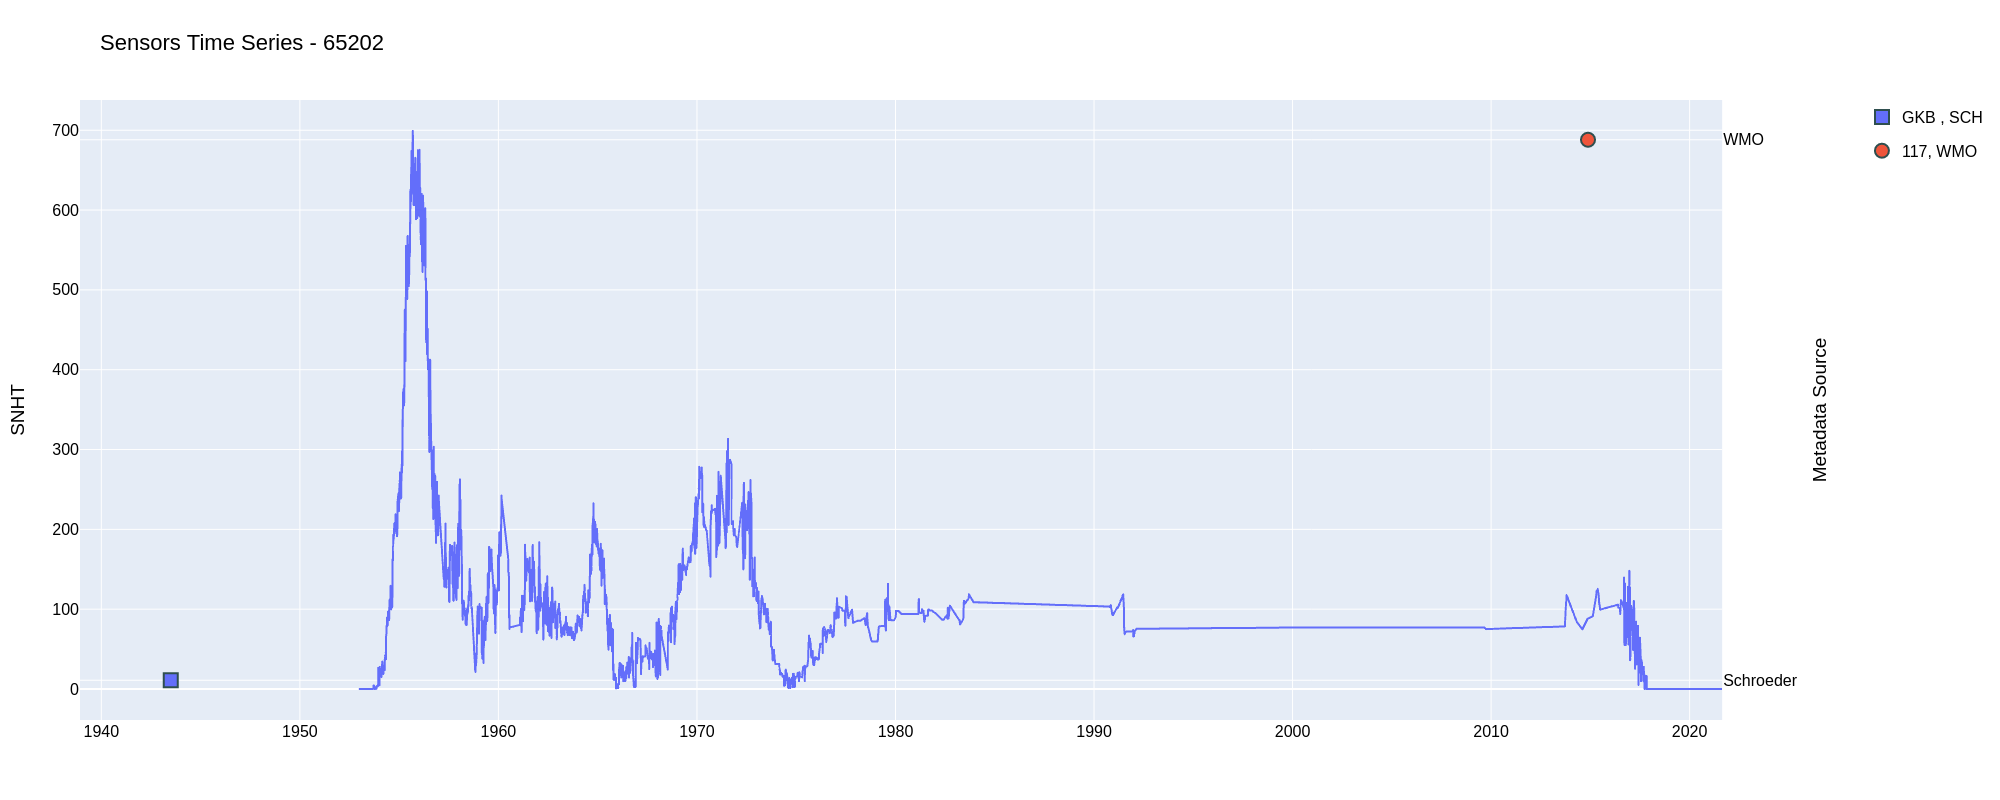 Sensors Time Series - 65202
GKB , SCH
117, WMO
700
600
500
400
300
200
100
0
SNHT
WMO
Schroeder
Metadata Source
1940 1950 1960 1970 1980 1990 2000 2010 2020